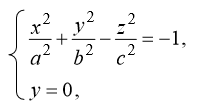 x²/a² + y²/b² − z²/c² = −1,
y = 0,